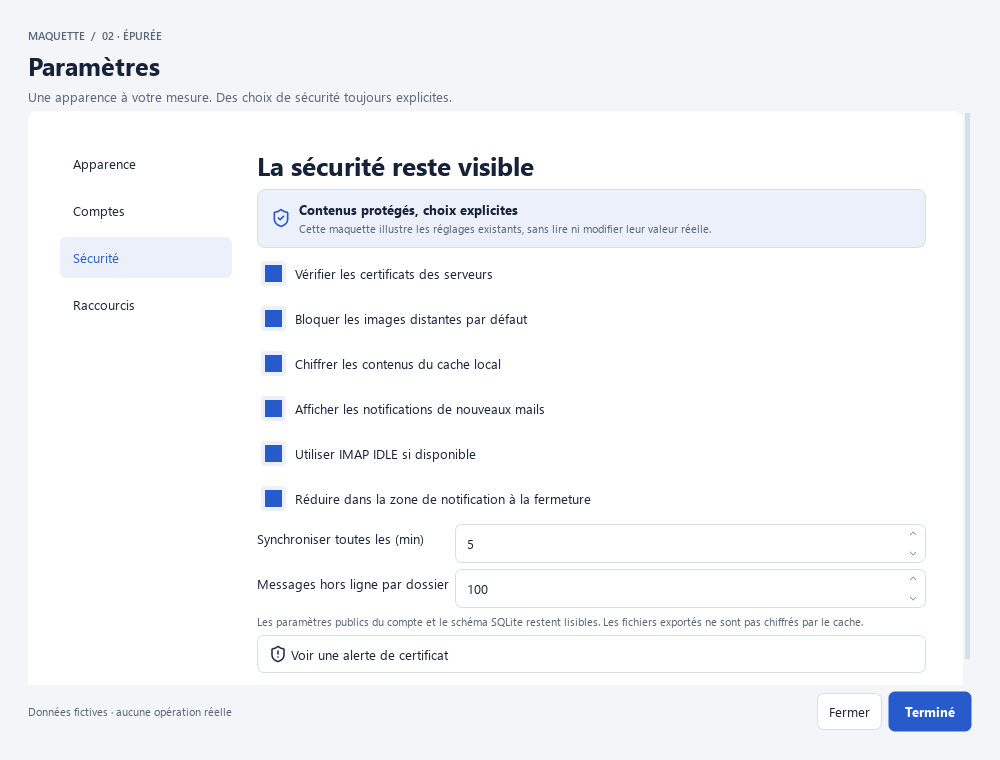 MAQUETTE / 02 · ÉPURÉE
Paramètres
Une apparence à votre mesure. Des choix de sécurité toujours explicites.
Apparence
Comptes
Sécurité
Raccourcis
La sécurité reste visible
Contenus protégés, choix explicites
Cette maquette illustre les réglages existants, sans lire ni modifier leur valeur réelle.
Vérifier les certificats des serveurs
Bloquer les images distantes par défaut
Chiffrer les contenus du cache local
Afficher les notifications de nouveaux mails
Utiliser IMAP IDLE si disponible
Réduire dans la zone de notification à la fermeture
Synchroniser toutes les (min) 5
Messages hors ligne par dossier 100
Les paramètres publics du compte et le schéma SQLite restent lisibles. Les fichiers exportés ne sont pas chiffrés par le cache.
Voir une alerte de certificat
Données fictives · aucune opération réelle
Fermer
Terminé